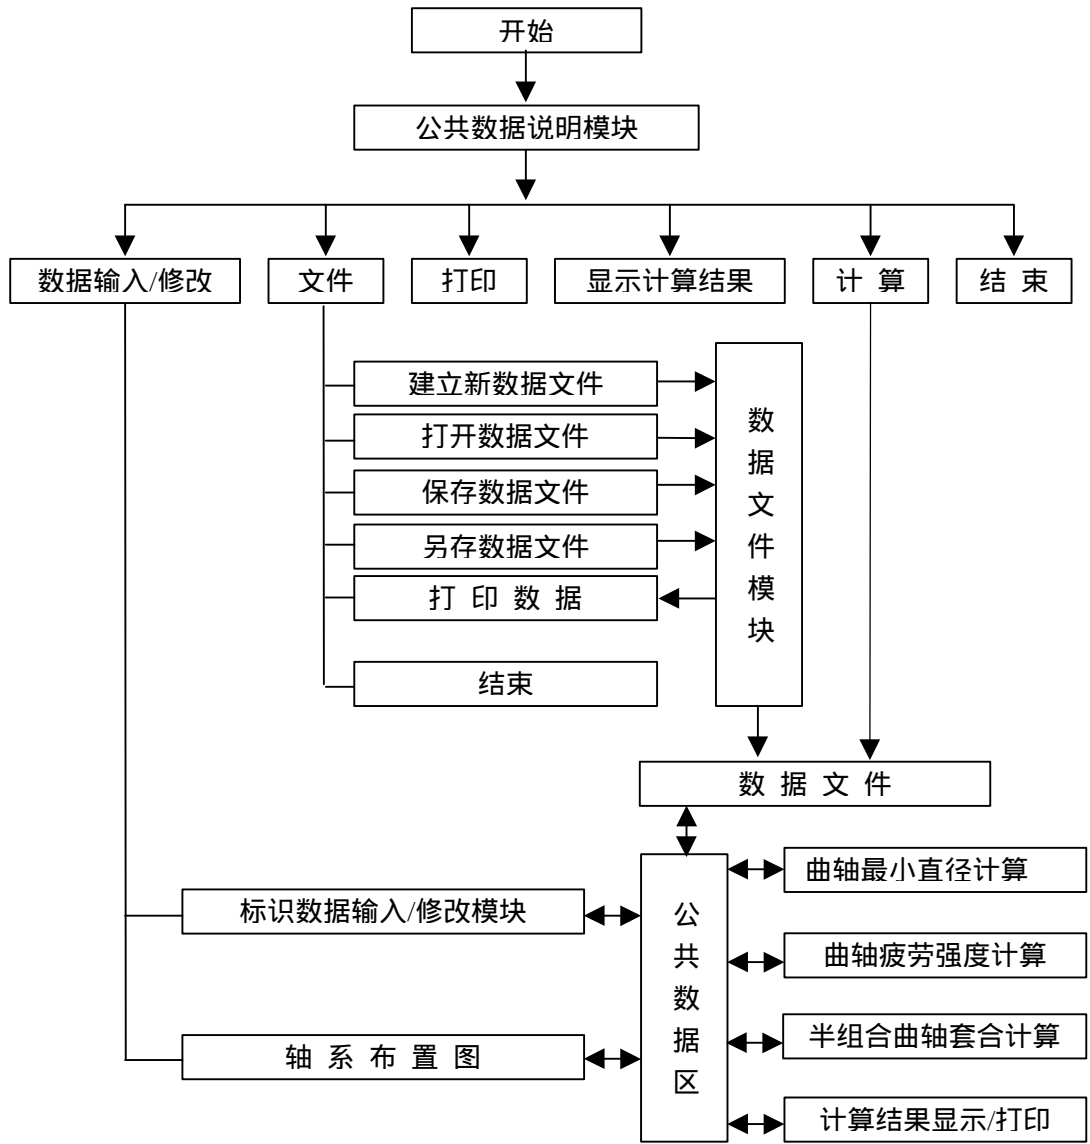 开始
公共数据说明模块
数据输入/修改
文件
打印
显示计算结果
计 算
结 束
建立新数据文件
打开数据文件
保存数据文件
另存数据文件
打 印 数 据
结束
数据文件模块
数 据 文 件
公共数据区
标识数据输入/修改模块
轴 系 布 置 图
曲轴最小直径计算
曲轴疲劳强度计算
半组合曲轴套合计算
计算结果显示/打印